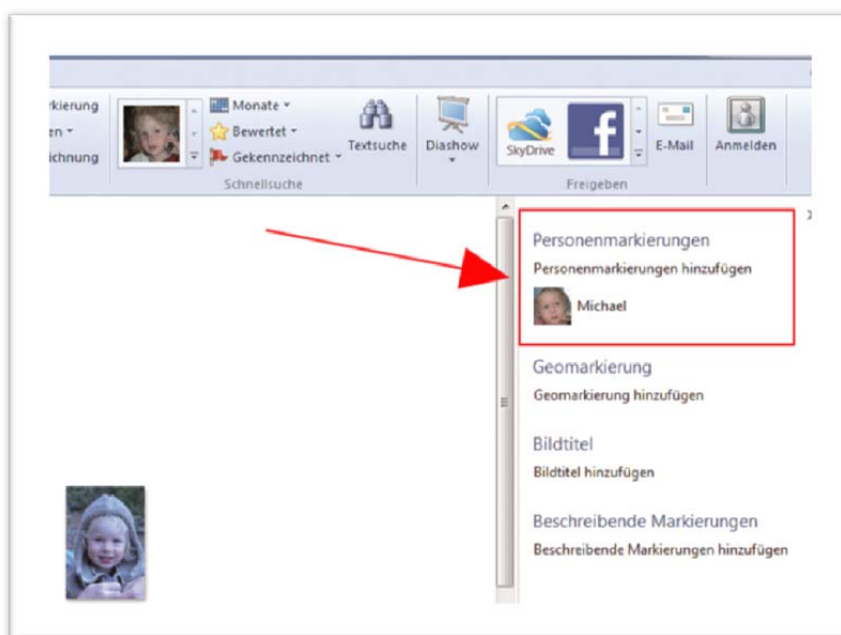 kierung
en
ichnung
Monate
Bewertet
Gekennzeichnet
Textsuche
Diashow
SkyDrive
f
E-Mail
Anmelden
Schnellsuche
Freigeben
Personenmarkierungen
Personenmarkierungen hinzufügen
Michael
Geomarkierung
Geomarkierung hinzufügen
Bildtitel
Bildtitel hinzufügen
Beschreibende Markierungen
Beschreibende Markierungen hinzufügen